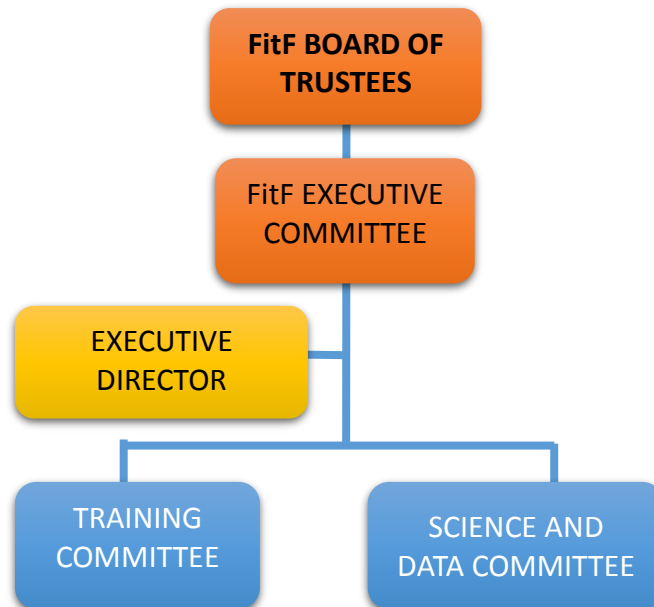 FitF BOARD OF
TRUSTEES
FitF EXECUTIVE
COMMITTEE
EXECUTIVE
DIRECTOR
TRAINING
COMMITTEE
SCIENCE AND
DATA COMMITTEE